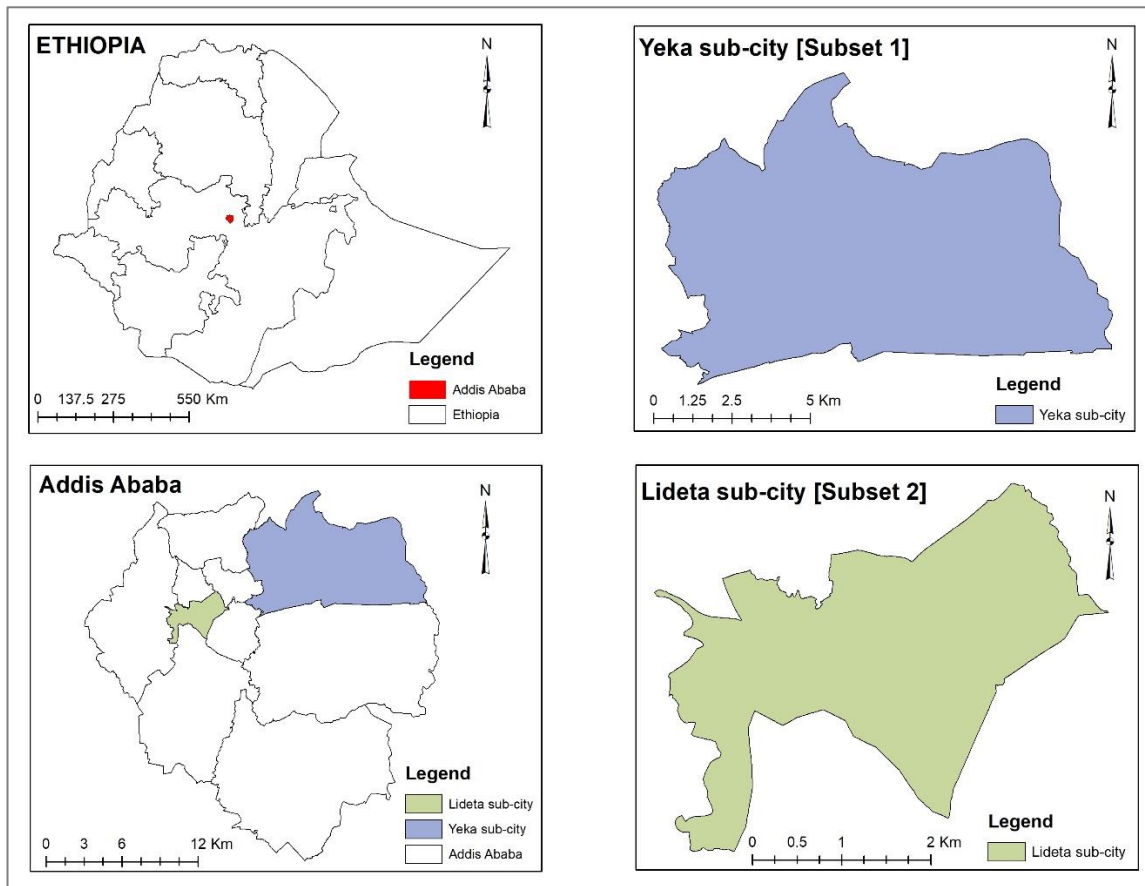 ETHIOPIA
N
Legend
Addis Ababa
Ethiopia
0 137.5 275 550 Km
Yeka sub-city [Subset 1]
N
Legend
Yeka sub-city
0 1.25 2.5 5 Km
Addis Ababa
N
Legend
Lideta sub-city
Yeka sub-city
Addis Ababa
0 3 6 12 Km
Lideta sub-city [Subset 2]
N
Legend
Lideta sub-city
0 0.5 1 2 Km